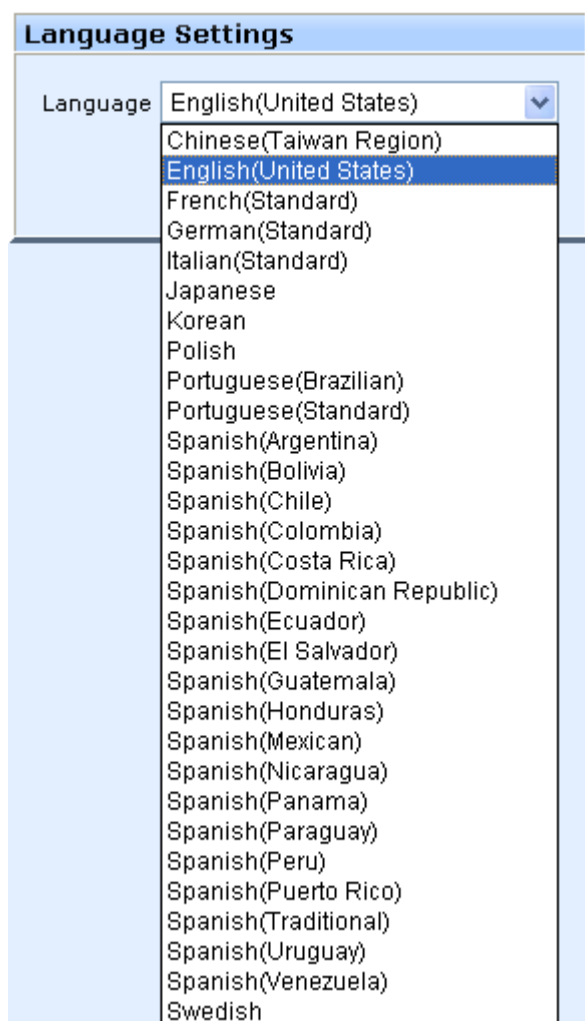 Language Settings
Language English(United States)
Chinese(Taiwan Region)
English(United States)
French(Standard)
German(Standard)
Italian(Standard)
Japanese
Korean
Polish
Portuguese(Brazilian)
Portuguese(Standard)
Spanish(Argentina)
Spanish(Bolivia)
Spanish(Chile)
Spanish(Colombia)
Spanish(Costa Rica)
Spanish(Dominican Republic)
Spanish(Ecuador)
Spanish(El Salvador)
Spanish(Guatemala)
Spanish(Honduras)
Spanish(Mexican)
Spanish(Nicaragua)
Spanish(Panama)
Spanish(Paraguay)
Spanish(Peru)
Spanish(Puerto Rico)
Spanish(Traditional)
Spanish(Uruguay)
Spanish(Venezuela)
Swedish